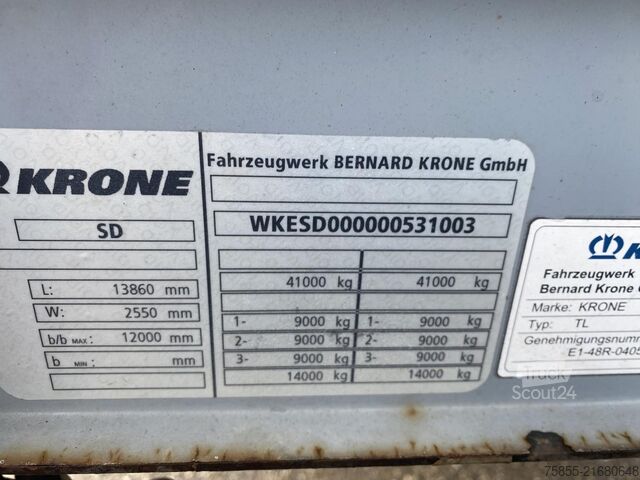 KRONE
SD
L: 13860 mm
W: 2550 mm
b/b MAX: 12000 mm
b MIN: mm
Fahrzeugwerk BERNARD KRONE GmbH
WKESD000000531003
41000 kg 41000 kg
1- 9000 kg 1- 9000 kg
2- 9000 kg 2- 9000 kg
3- 9000 kg 3- 9000 kg
14000 kg 14000 kg
Fahrzeugwerk
Bernard Krone
Marke: KRONE
Typ: TL
Genehmigungsnum
E1-48R-0405
Truck
Scout24
75855-21680648